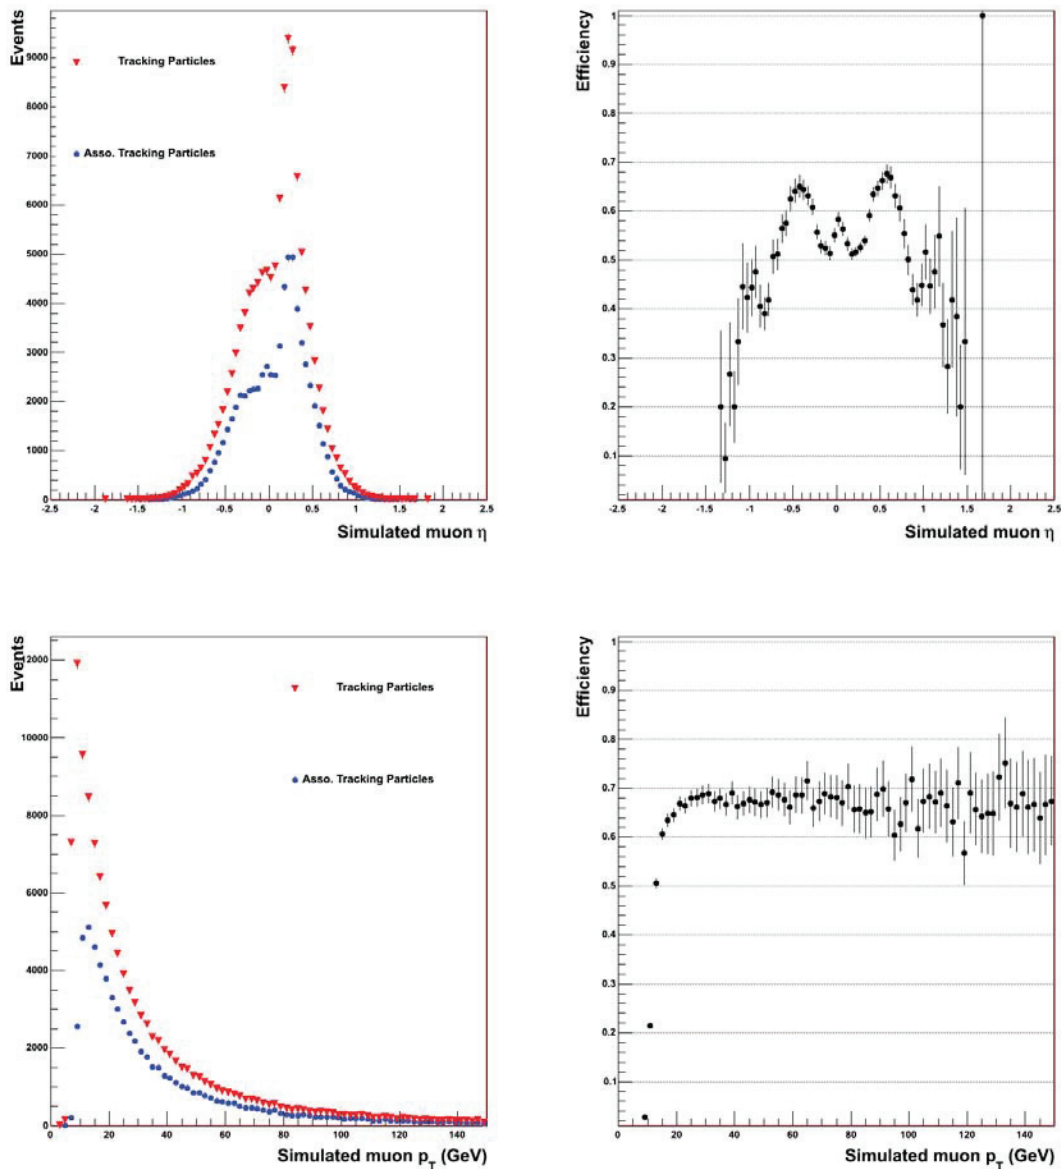 Events
9000
8000
7000
6000
5000
4000
3000
2000
1000
0
Tracking Particles
Asso. Tracking Particles
-2.5 -2 -1.5 -1 -0.5 0 0.5 1 1.5 2 2.5
Simulated muon η
Efficiency
1
0.9
0.8
0.7
0.6
0.5
0.4
0.3
0.2
0.1
-2.5 -2 -1.5 -1 -0.5 0 0.5 1 1.5 2 2.5
Simulated muon η
Events
12000
10000
8000
6000
4000
2000
0
Tracking Particles
Asso. Tracking Particles
0 20 40 60 80 100 120 140
Simulated muon pT (GeV)
Efficiency
1
0.9
0.8
0.7
0.6
0.5
0.4
0.3
0.2
0.1
0 20 40 60 80 100 120 140
Simulated muon pT (GeV)